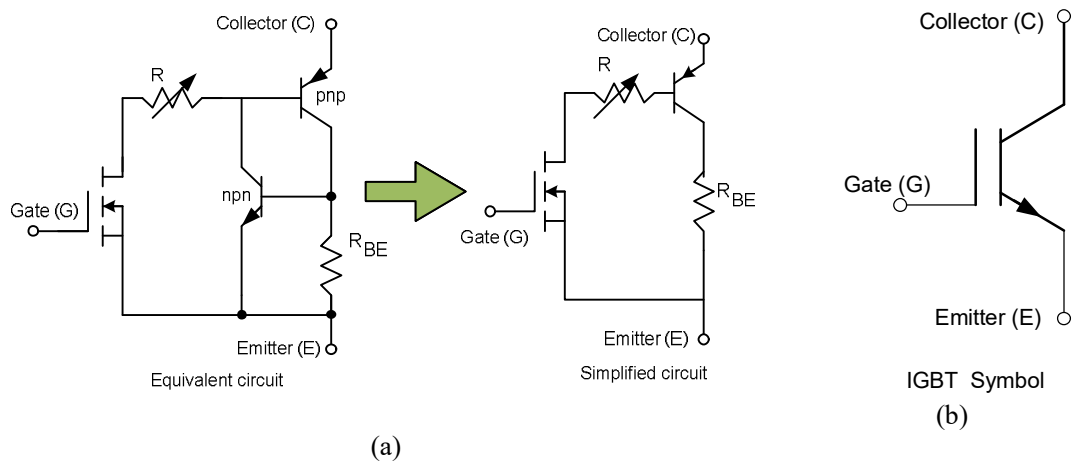 Collector (C)
R
pnp
npn
Gate (G)
R
BE
Emitter (E)
Equivalent circuit
Collector (C)
R
R
BE
Gate (G)
Emitter (E)
Simplified circuit
(a)
Collector (C)
Gate (G)
Emitter (E)
IGBT Symbol
(b)